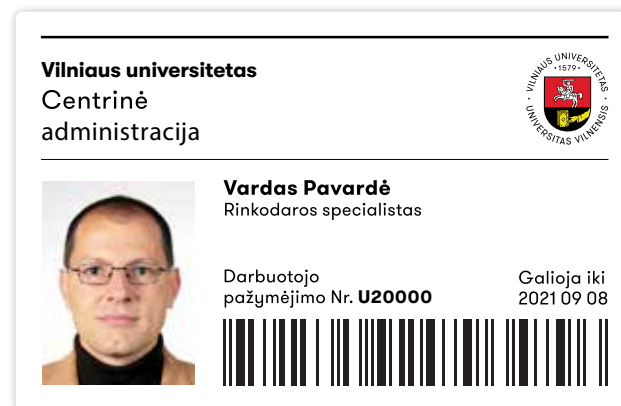 Vilniaus universitetas
Centrinė
administracija
VILNIAUS UNIVERSITETAS
·1579·
UNIVERSITAS VILNENSIS
Vardas Pavardė
Rinkodaros specialistas
Darbuotojo
pažymėjimo Nr. U20000
Galioja iki
2021 09 08